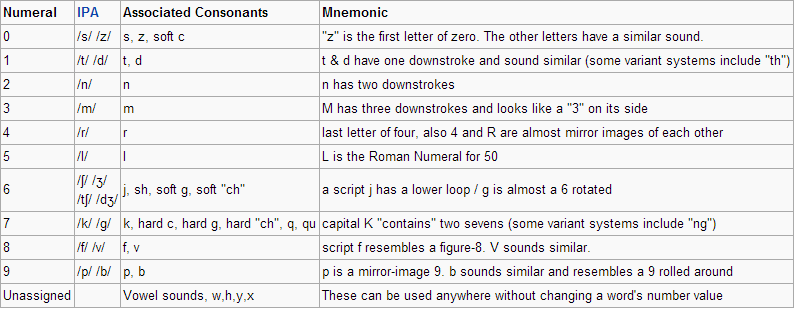 Numeral IPA Associated Consonants Mnemonic
0 /s/ /z/ s, z, soft c "z" is the first letter of zero. The other letters have a similar sound.
1 /t/ /d/ t, d t & d have one downstroke and sound similar (some variant systems include "th")
2 /n/ n n has two downstrokes
3 /m/ m M has three downstrokes and looks like a "3" on its side
4 /r/ r last letter of four, also 4 and R are almost mirror images of each other
5 /l/ l L is the Roman Numeral for 50
6 /ʃ/ /ʒ/ /tʃ/ /dʒ/ j, sh, soft g, soft "ch" a script j has a lower loop / g is almost a 6 rotated
7 /k/ /g/ k, hard c, hard g, hard "ch", q, qu capital K "contains" two sevens (some variant systems include "ng")
8 /f/ /v/ f, v script f resembles a figure-8. V sounds similar.
9 /p/ /b/ p, b p is a mirror-image 9. b sounds similar and resembles a 9 rolled around
Unassigned Vowel sounds, w,h,y,x These can be used anywhere without changing a word's number value